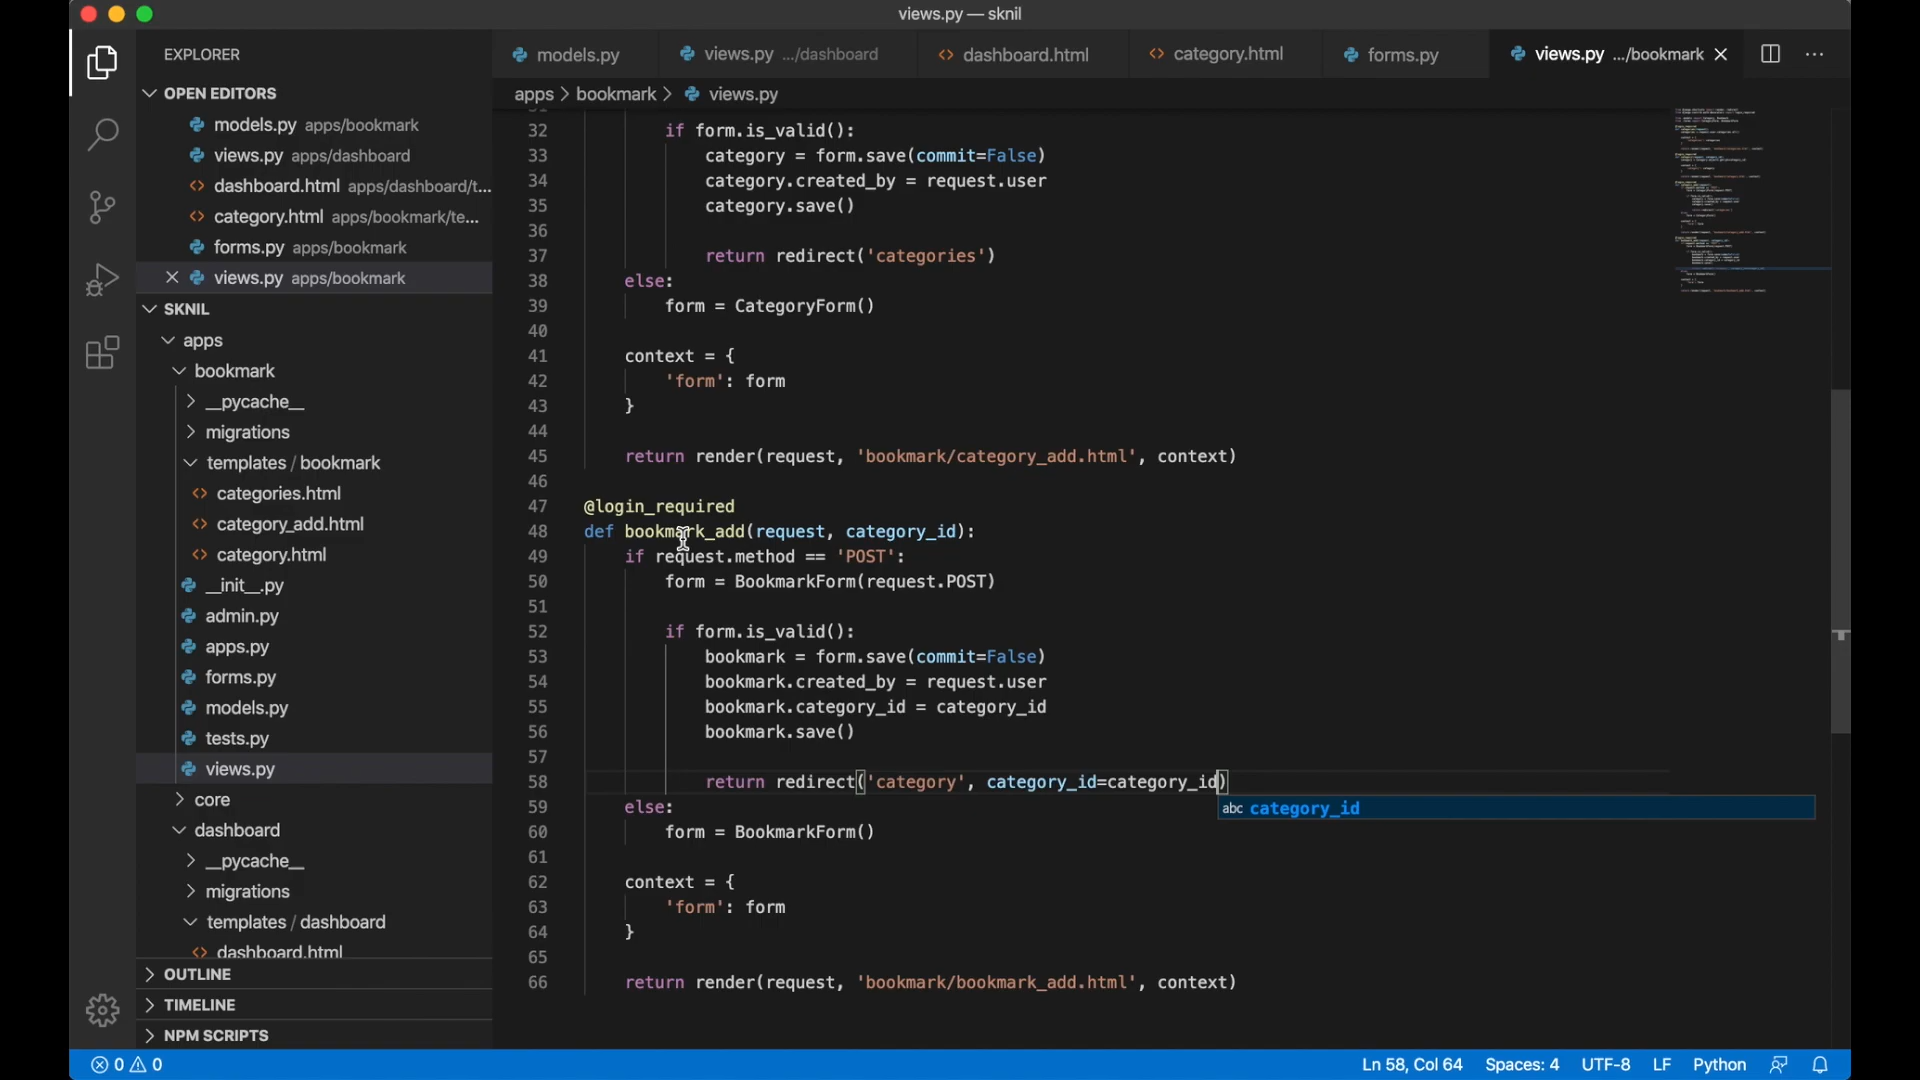 views.py — sknil
EXPLORER
OPEN EDITORS
models.py apps/bookmark
views.py apps/dashboard
dashboard.html apps/dashboard/t...
category.html apps/bookmark/te...
forms.py apps/bookmark
views.py apps/bookmark
SKNIL
apps
bookmark
__pycache__
migrations
templates / bookmark
categories.html
category_add.html
category.html
__init__.py
admin.py
apps.py
forms.py
models.py
tests.py
views.py
core
dashboard
__pycache__
migrations
templates / dashboard
dashboard.html
OUTLINE
TIMELINE
NPM SCRIPTS
models.py
views.py .../dashboard
dashboard.html
category.html
forms.py
views.py .../bookmark
apps > bookmark > views.py
32 if form.is_valid():
33 category = form.save(commit=False)
34 category.created_by = request.user
35 category.save()
36
37 return redirect('categories')
38 else:
39 form = CategoryForm()
40
41 context = {
42 'form': form
43 }
44
45 return render(request, 'bookmark/category_add.html', context)
46
47 @login_required
48 def bookmark_add(request, category_id):
49 if request.method == 'POST':
50 form = BookmarkForm(request.POST)
51
52 if form.is_valid():
53 bookmark = form.save(commit=False)
54 bookmark.created_by = request.user
55 bookmark.category_id = category_id
56 bookmark.save()
57
58 return redirect('category', category_id=category_id)
abc category_id
59 else:
60 form = BookmarkForm()
61
62 context = {
63 'form': form
64 }
65
66 return render(request, 'bookmark/bookmark_add.html', context)
0 0
Ln 58, Col 64
Spaces: 4
UTF-8
LF
Python